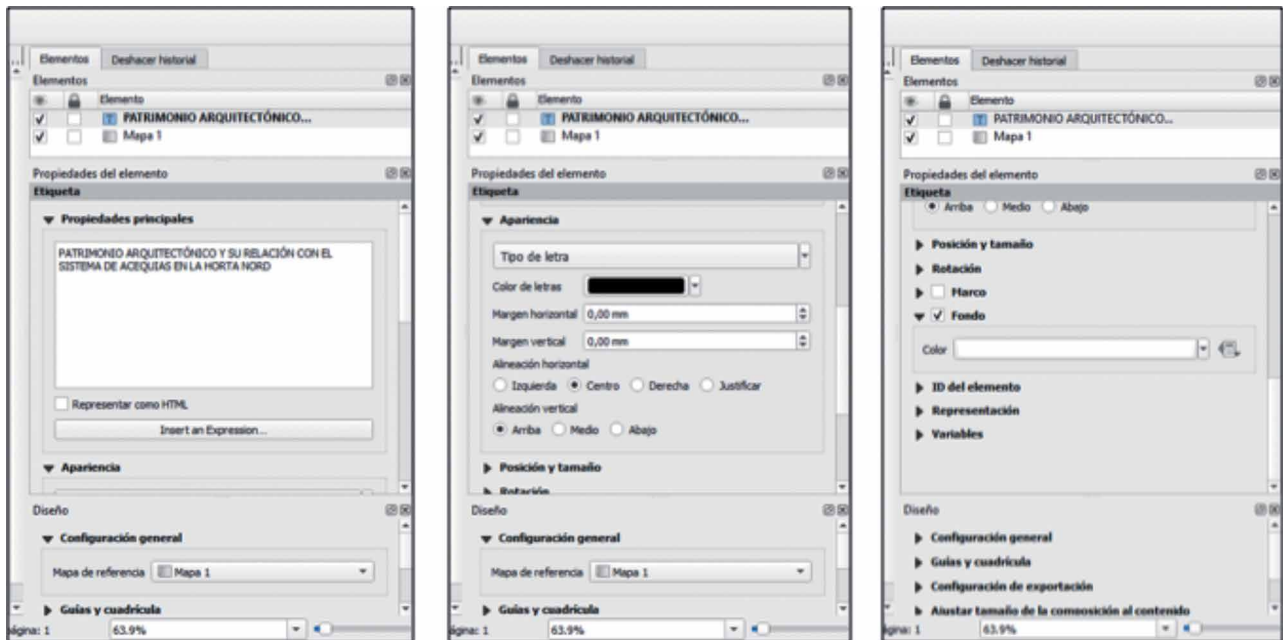 Elementos Deshacer historial
Elementos
Elemento
PATRIMONIO ARQUITECTÓNICO...
Mapa 1
Propiedades del elemento
Etiqueta
Propiedades principales
PATRIMONIO ARQUITECTÓNICO Y SU RELACIÓN CON EL
SISTEMA DE ACEQUIAS EN LA HORTA NORD
Representar como HTML
Insert an Expression...
Apariencia
Diseño
Configuración general
Mapa de referencia Mapa 1
Guías y cuadrícula
ágina: 1 63.9%
Elementos Deshacer historial
Elementos
Elemento
PATRIMONIO ARQUITECTÓNICO...
Mapa 1
Propiedades del elemento
Etiqueta
Apariencia
Tipo de letra
Color de letras
Margen horizontal 0,00 mm
Margen vertical 0,00 mm
Alineación horizontal
Izquierda Centro Derecha Justificar
Alineación vertical
Arriba Medio Abajo
Posición y tamaño
Rotación
Diseño
Configuración general
Mapa de referencia Mapa 1
Guías y cuadrícula
ágina: 1 63.9%
Elementos Deshacer historial
Elementos
Elemento
PATRIMONIO ARQUITECTÓNICO...
Mapa 1
Propiedades del elemento
Etiqueta
Arriba Medio Abajo
Posición y tamaño
Rotación
Marco
Fondo
Color
ID del elemento
Representación
Variables
Diseño
Configuración general
Guías y cuadrícula
Configuración de exportación
Ajustar tamaño de la composición al contenido
ágina: 1 63.9%